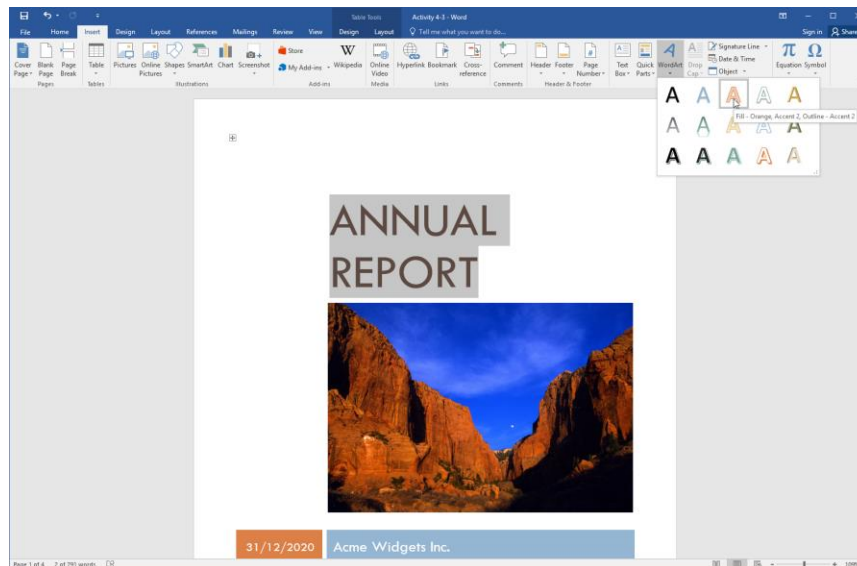 Table Tools
Activity 4-3 - Word
File Home Insert Design Layout References Mailings Review View Design Layout Tell me what you want to do... Sign in Share
Cover Page Blank Page Page Break Table Pictures Online Pictures Shapes SmartArt Chart Screenshot Store My Add-ins Wikipedia Online Video Hyperlink Bookmark Cross-reference Comment Header Footer Page Number Text Box Quick Parts WordArt Drop Cap Signature Line Date & Time Object Equation Symbol
Pages Tables Illustrations Add-ins Media Links Comments Header & Footer
A A A A A
Fill - Orange, Accent 2, Outline - Accent 2
A A A A A
A A A A A
ANNUAL
REPORT
31/12/2020 Acme Widgets Inc.
Page 1 of 4